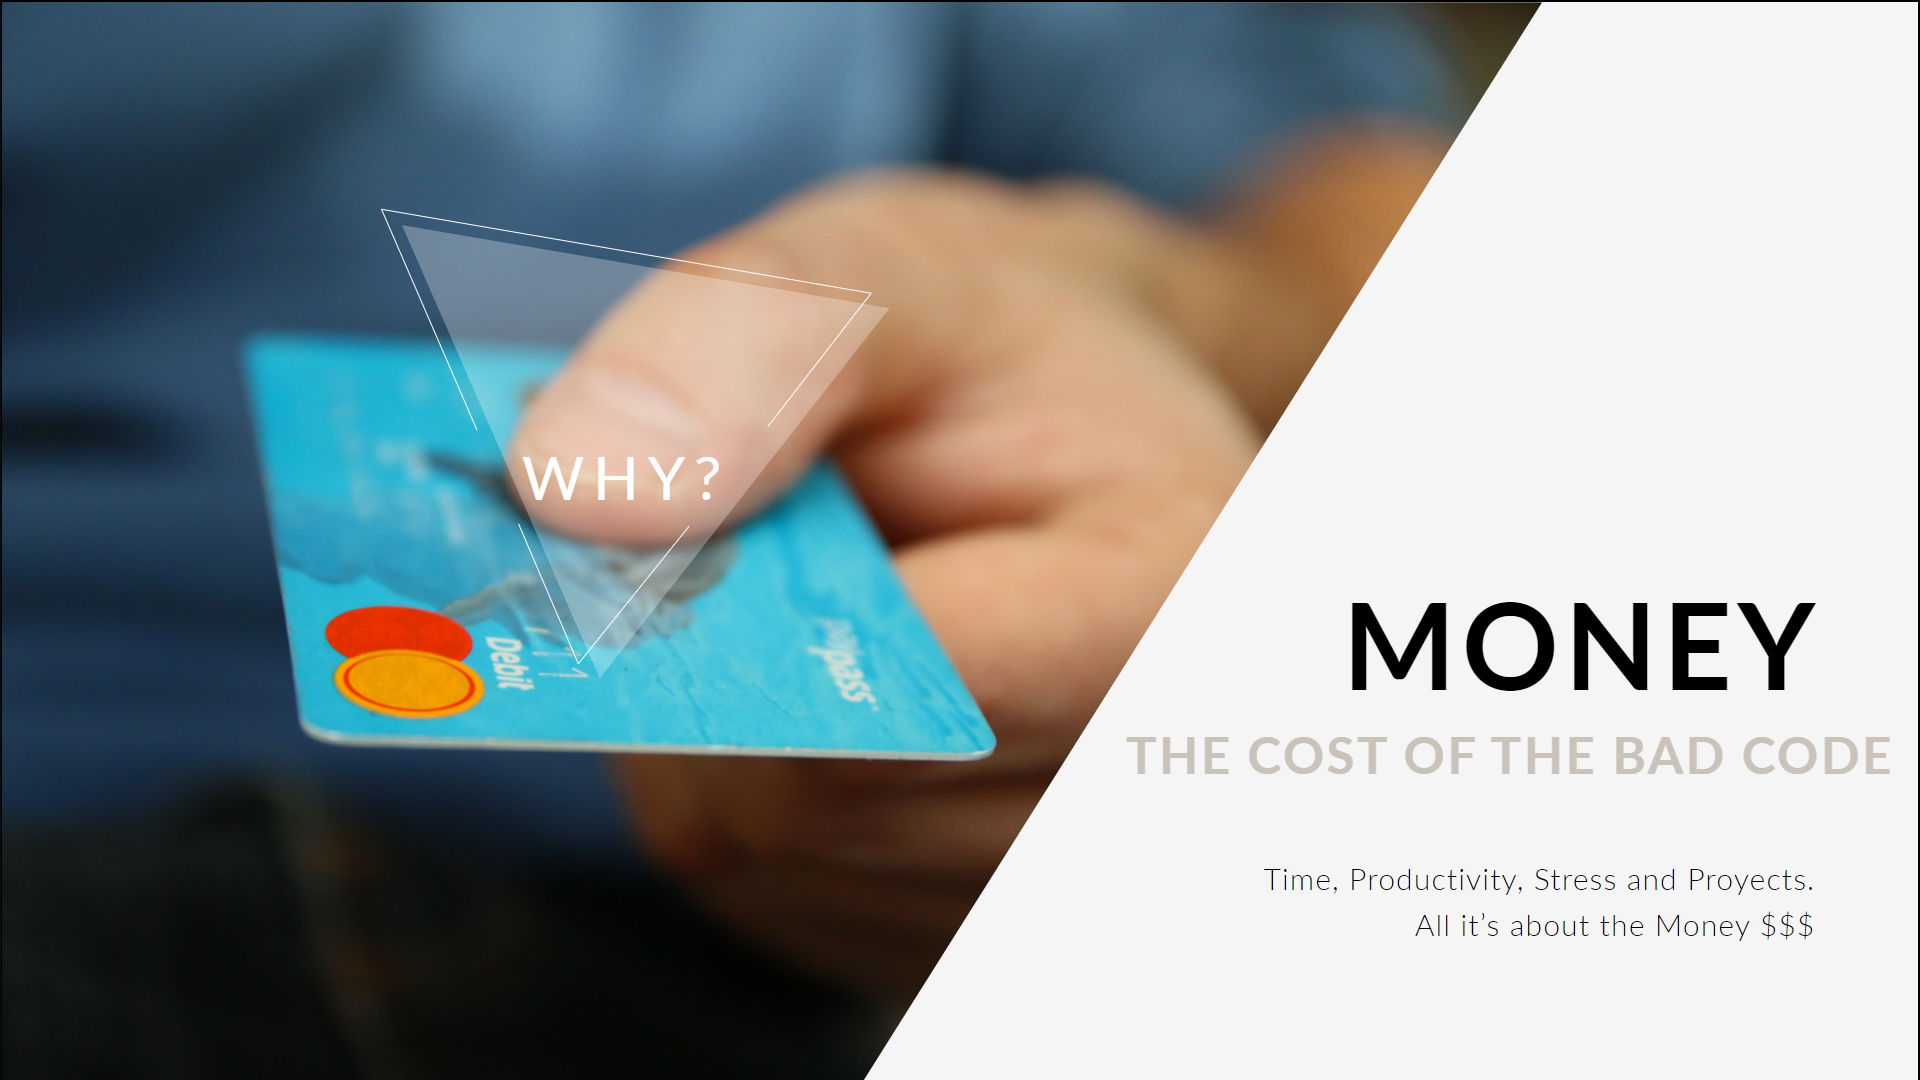 WHY?
Debit
paypass
MONEY
THE COST OF THE BAD CODE
Time, Productivity, Stress and Proyects.
All it’s about the Money $$$